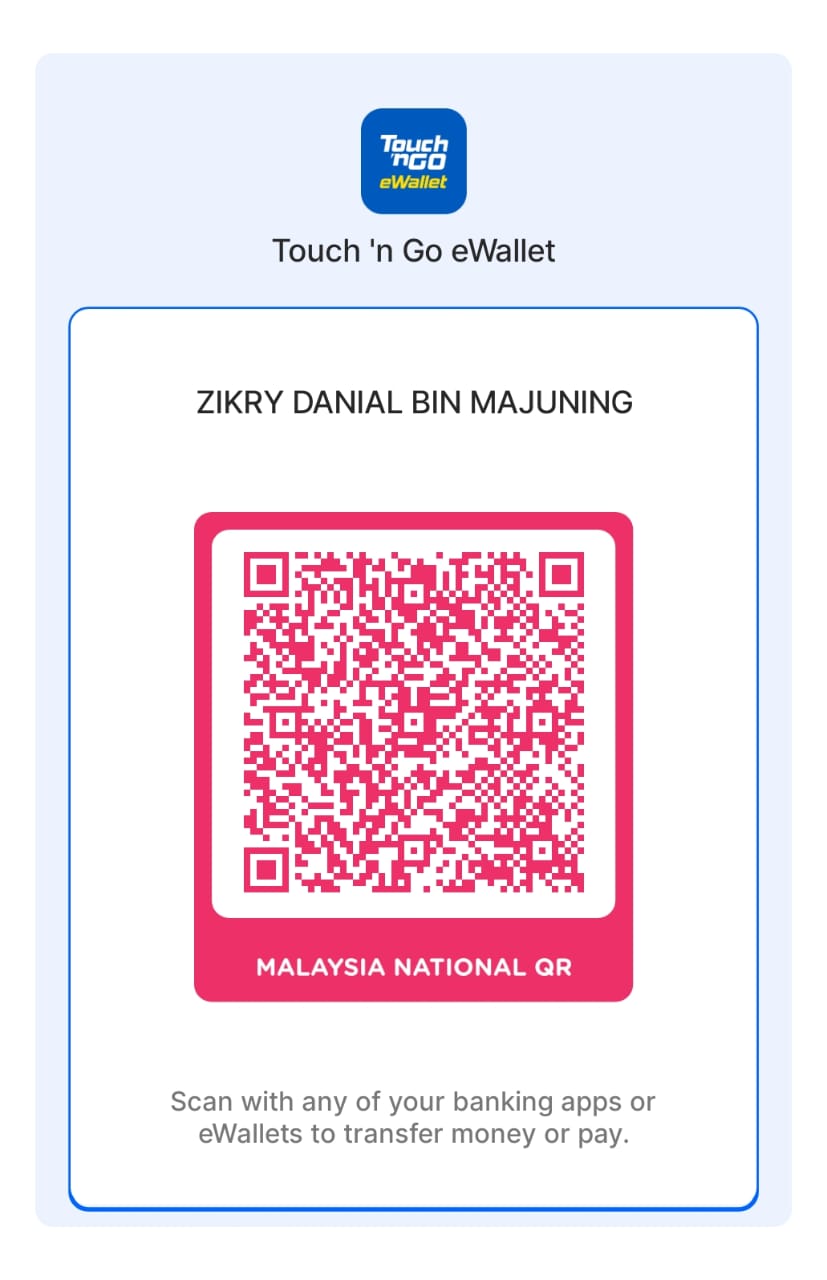 Touch
'nGO
eWallet
Touch 'n Go eWallet
ZIKRY DANIAL BIN MAJUNING
MALAYSIA NATIONAL QR
Scan with any of your banking apps or
eWallets to transfer money or pay.